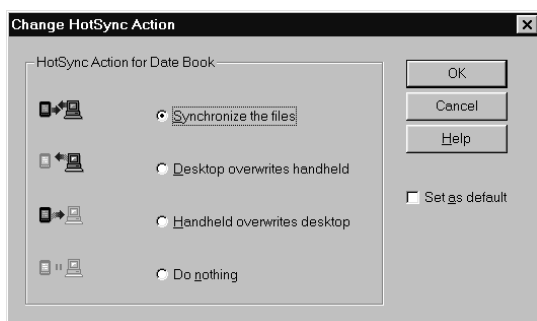 Change HotSync Action
HotSync Action for Date Book
Synchronize the files
Desktop overwrites handheld
Handheld overwrites desktop
Do nothing
OK
Cancel
Help
Set as default